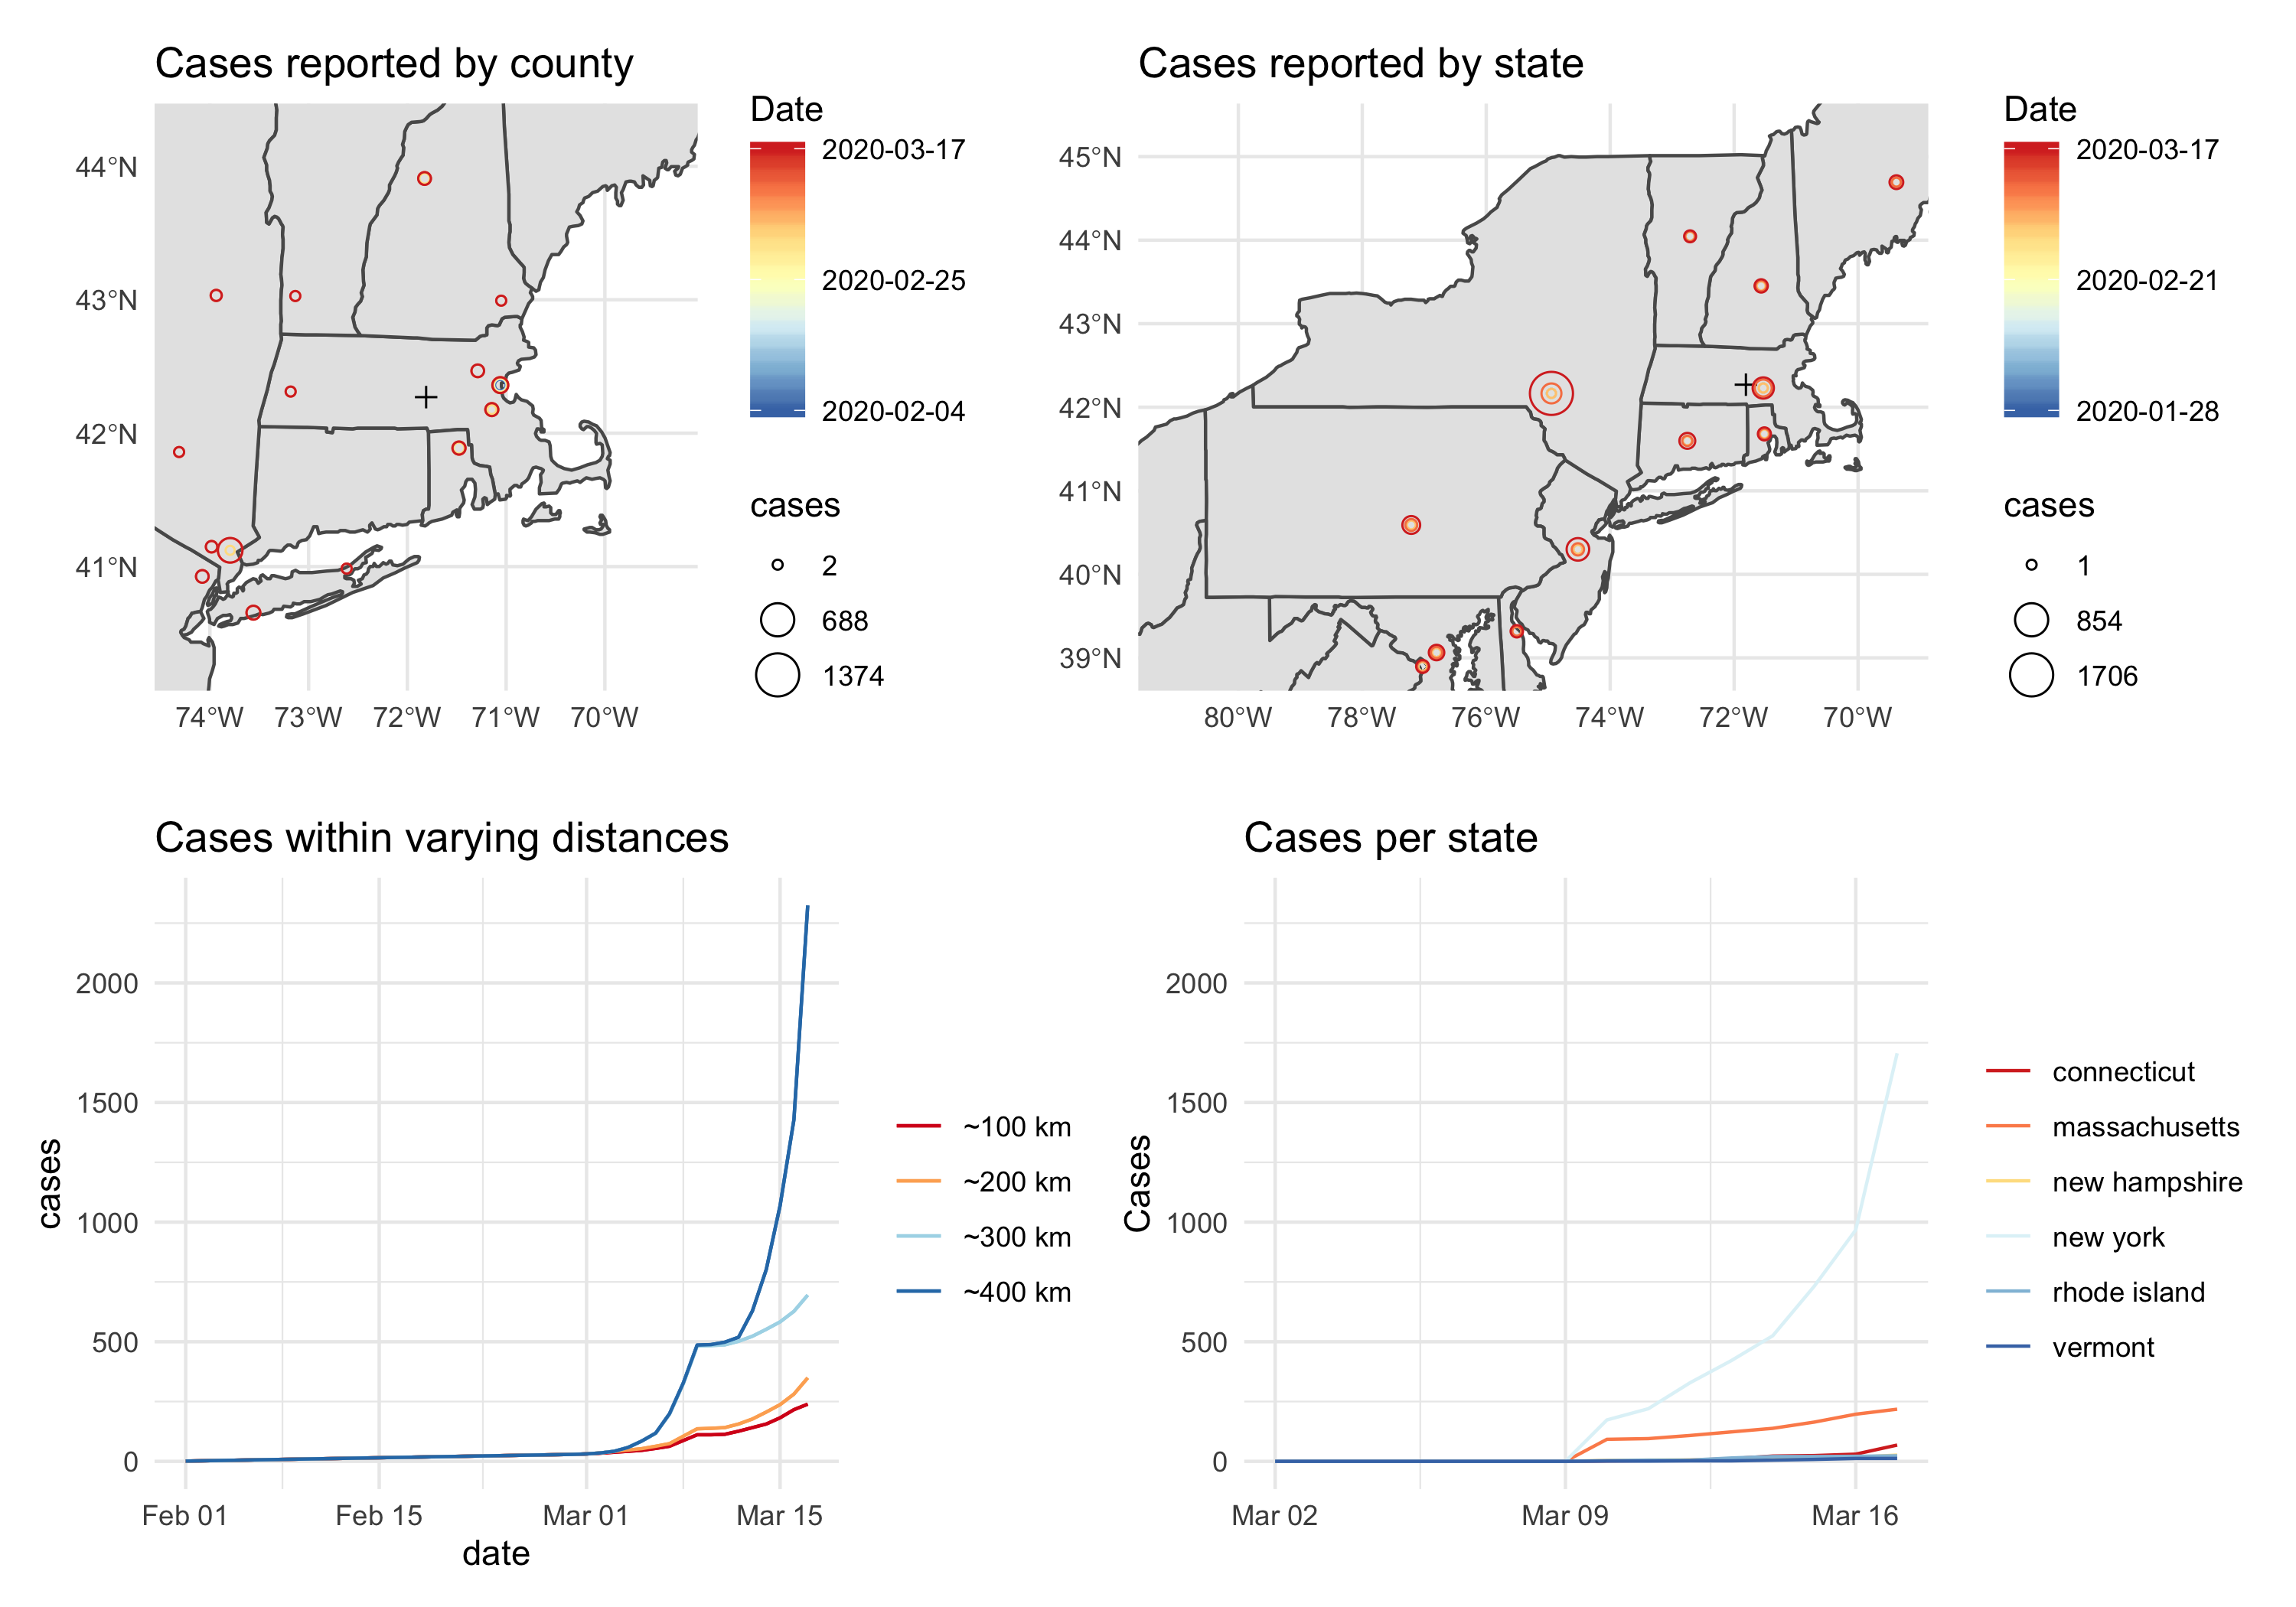 Cases reported by county
44°N
43°N
42°N
41°N
74°W 73°W 72°W 71°W 70°W
Date
2020-03-17
2020-02-25
2020-02-04
cases
2
688
1374
Cases reported by state
45°N
44°N
43°N
42°N
41°N
40°N
39°N
80°W 78°W 76°W 74°W 72°W 70°W
Date
2020-03-17
2020-02-21
2020-01-28
cases
1
854
1706
Cases within varying distances
cases
2000
1500
1000
500
0
Feb 01 Feb 15 Mar 01 Mar 15
date
~100 km
~200 km
~300 km
~400 km
Cases per state
Cases
2000
1500
1000
500
0
Mar 02 Mar 09 Mar 16
connecticut
massachusetts
new hampshire
new york
rhode island
vermont